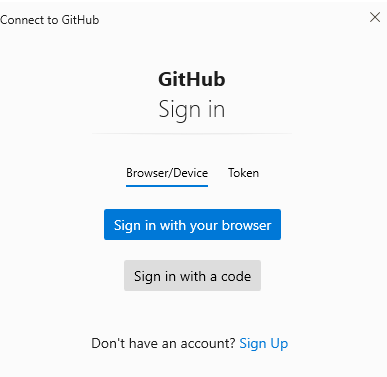 Connect to GitHub
GitHub
Sign in
Browser/Device Token
Sign in with your browser
Sign in with a code
Don't have an account? Sign Up